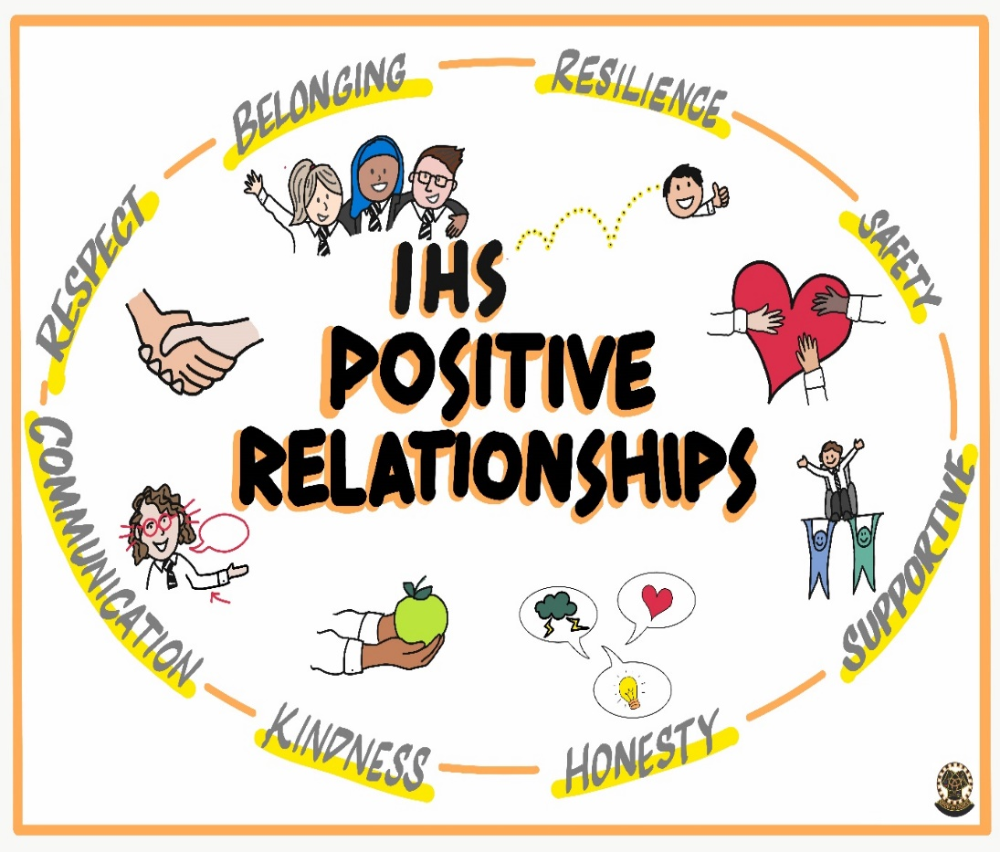 BELONGING
RESILIENCE
SAFETY
SUPPORTIVE
HONESTY
KINDNESS
COMMUNICATION
RESPECT
IHS
POSITIVE
RELATIONSHIPS